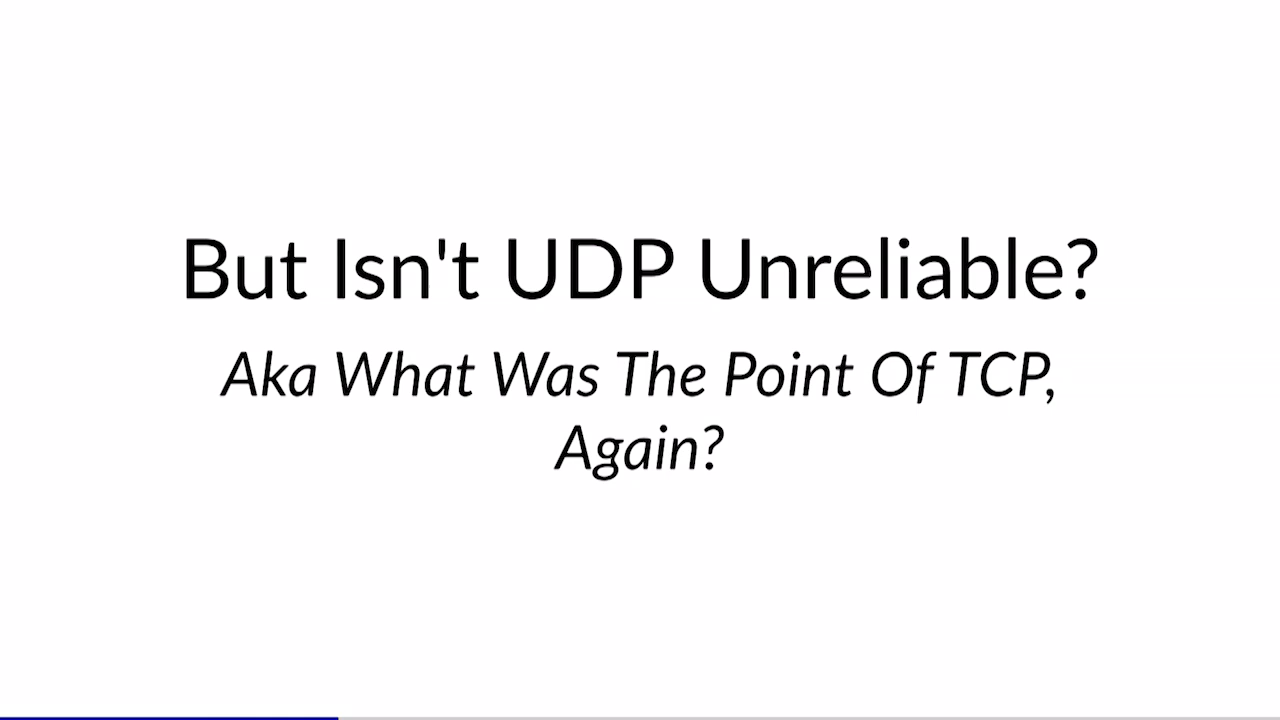 But Isn't UDP Unreliable?
Aka What Was The Point Of TCP,
Again?